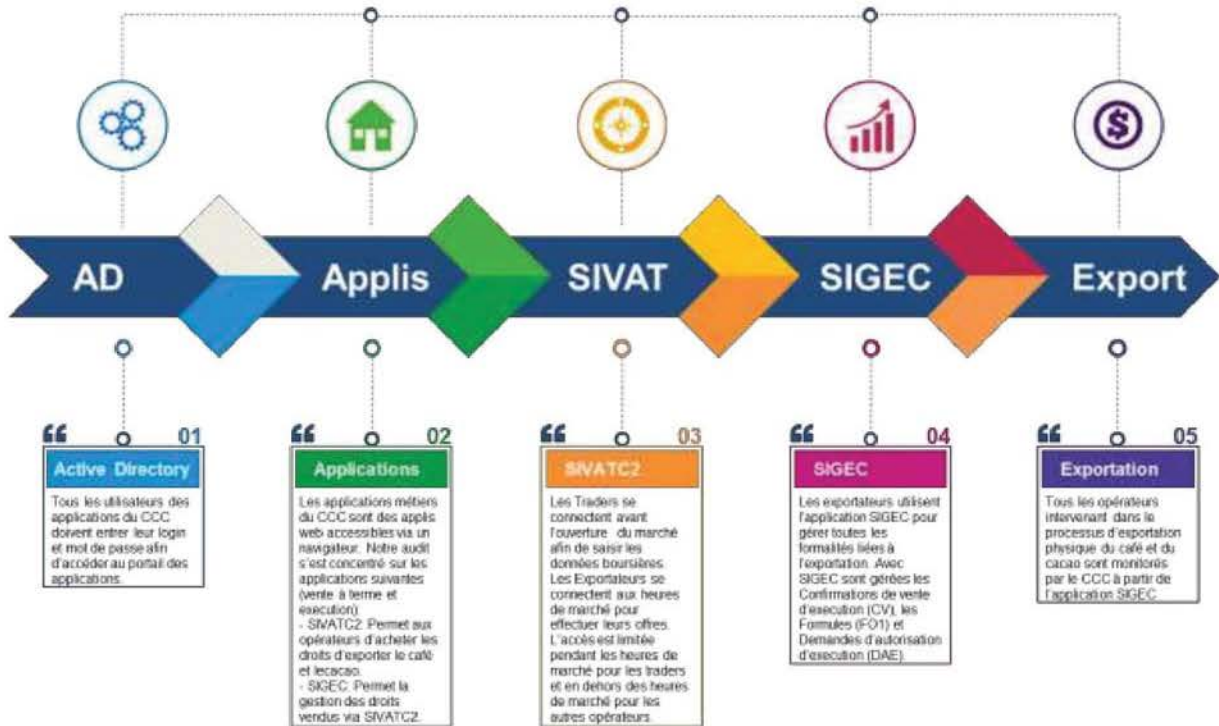 AD
Applis
SIVAT
SIGEC
Export
01
Active Directory
Tous les utilisateurs des
applications du CCC
doivent entrer leur login
et mot de passe afin
d'accéder au portail des
applications.
02
Applications
Les applications métiers
du CCC sont des applis
web accessibles via un
navigateur. Notre audit
s'est concentré sur les
applications suivantes
(vente à terme et
execution)
- SIVATC2. Permet aux
opérateurs d'acheter les
droits d'exporter le café
et lecacao.
- SIGEC. Permet la
gestion des droits
vendus via SIVATC2.
03
SIVATC2
Les Traders se
connectent avant
l'ouverture du marché
afin de saisir les
données boursières.
Les Exportateurs se
connectent aux heures
de marché pour
effectuer leurs offres.
L'accès est limitée
pendant les heures de
marché pour les traders
et en dehors des heures
de marché pour les
autres opérateurs.
04
SIGEC
Les exportateurs utilisent
l'application SIGEC pour
gérer toutes les
formalités liées à
l'exportation. Avec
SIGEC sont gérées les
Confirmations de vente
d'execution (CV), les
Formules (FO1) et
Demandes d'autorisation
d'execution (DAE).
05
Exportation
Tous les opérateurs
intervenant dans le
processus d'exportation
physique du café et du
cacao sont monitorés
par le CCC à partir de
l'application SIGEC